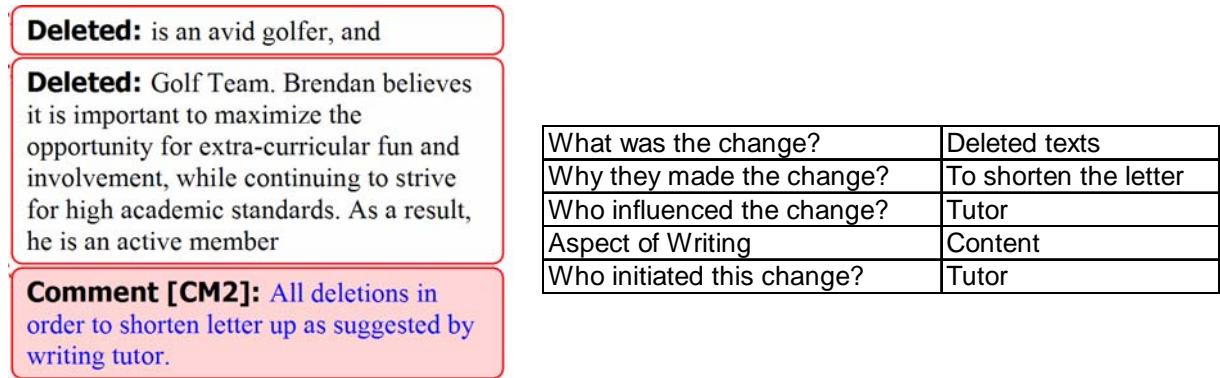 Deleted: is an avid golfer, and
Deleted: Golf Team. Brendan believes
it is important to maximize the
opportunity for extra-curricular fun and
involvement, while continuing to strive
for high academic standards. As a result,
he is an active member
Comment [CM2]: All deletions in
order to shorten letter up as suggested by
writing tutor.
What was the change? Deleted texts
Why they made the change? To shorten the letter
Who influenced the change? Tutor
Aspect of Writing Content
Who initiated this change? Tutor